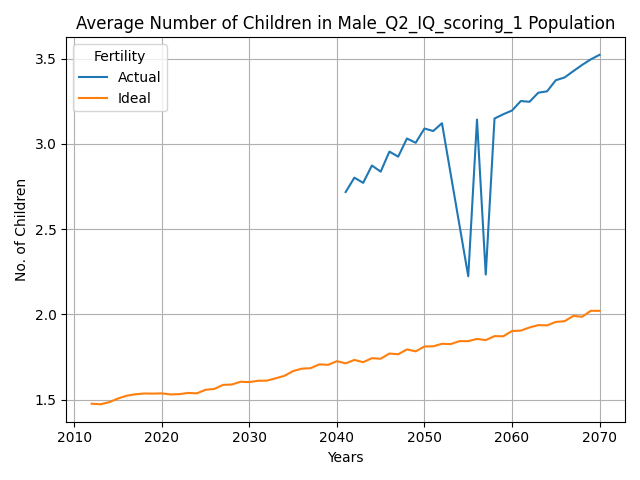 Average Number of Children in Male_Q2_IQ_scoring_1 Population
Fertility
Actual
Ideal
3.5
3.0
2.5
2.0
1.5
No. of Children
2010 2020 2030 2040 2050 2060 2070
Years